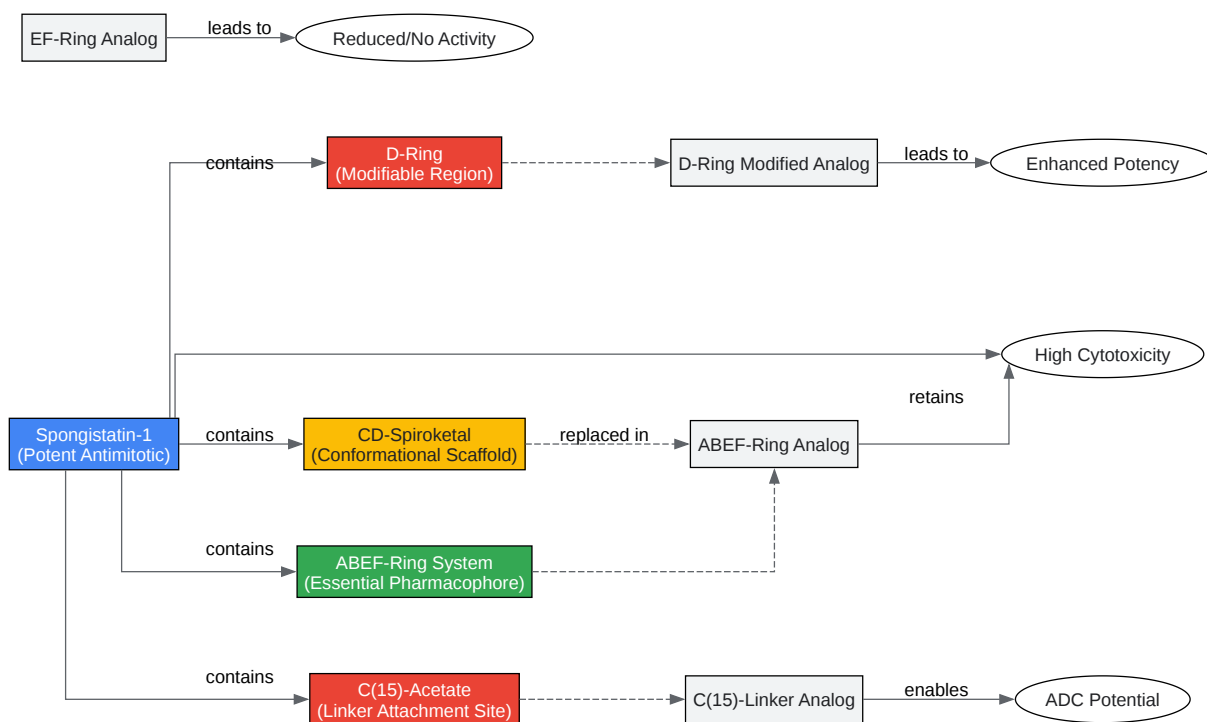 EF-Ring Analog
leads to
Reduced/No Activity
contains
D-Ring
(Modifiable Region)
D-Ring Modified Analog
leads to
Enhanced Potency
High Cytotoxicity
retains
Spongistatin-1
(Potent Antimitotic)
contains
CD-Spiroketal
(Conformational Scaffold)
replaced in
ABEF-Ring Analog
contains
ABEF-Ring System
(Essential Pharmacophore)
contains
C(15)-Acetate
(Linker Attachment Site)
C(15)-Linker Analog
enables
ADC Potential